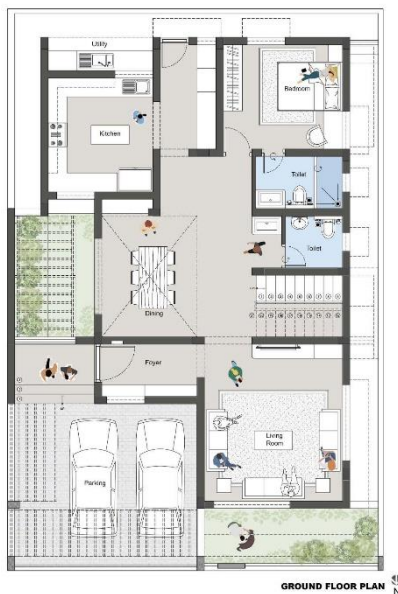 Utility
Kitchen
Bedroom
Toilet
Toilet
Dining
Foyer
Living
Room
Parking
GROUND FLOOR PLAN
N